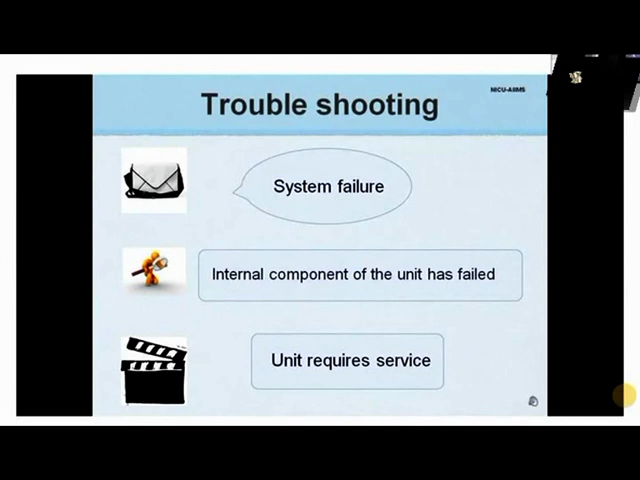 NICU-AIIMS
Trouble shooting
System failure
Internal component of the unit has failed
Unit requires service